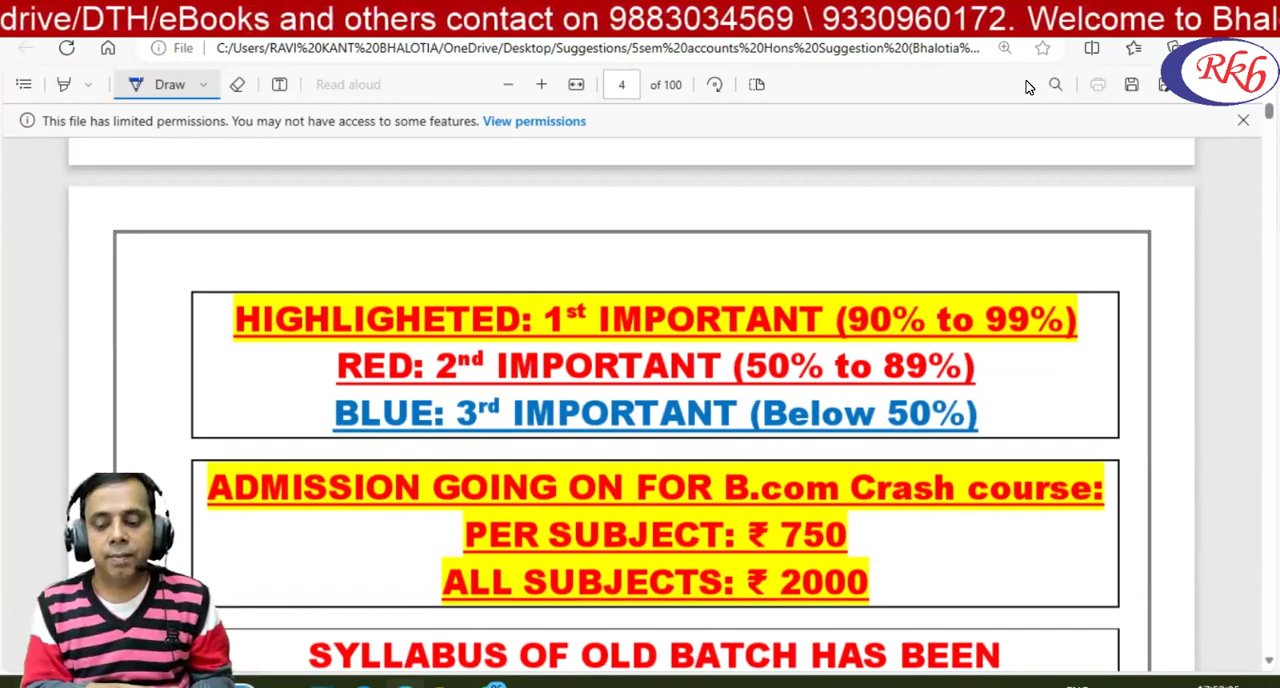 drive/DTH/eBooks and others contact on 9883034569 \ 9330960172. Welcome to Bhal
File
C:/Users/RAVI%20KANT%20BHALOTIA/OneDrive/Desktop/Suggestions/5sem%20accounts%20Hons%20Suggestion%20(Bhalotia%...
Rkb
Draw
Read aloud
4
of 100
This file has limited permissions. You may not have access to some features. View permissions
HIGHLIGHETED: 1st IMPORTANT (90% to 99%)
RED: 2nd IMPORTANT (50% to 89%)
BLUE: 3rd IMPORTANT (Below 50%)
ADMISSION GOING ON FOR B.com Crash course:
PER SUBJECT: ₹ 750
ALL SUBJECTS: ₹ 2000
SYLLABUS OF OLD BATCH HAS BEEN